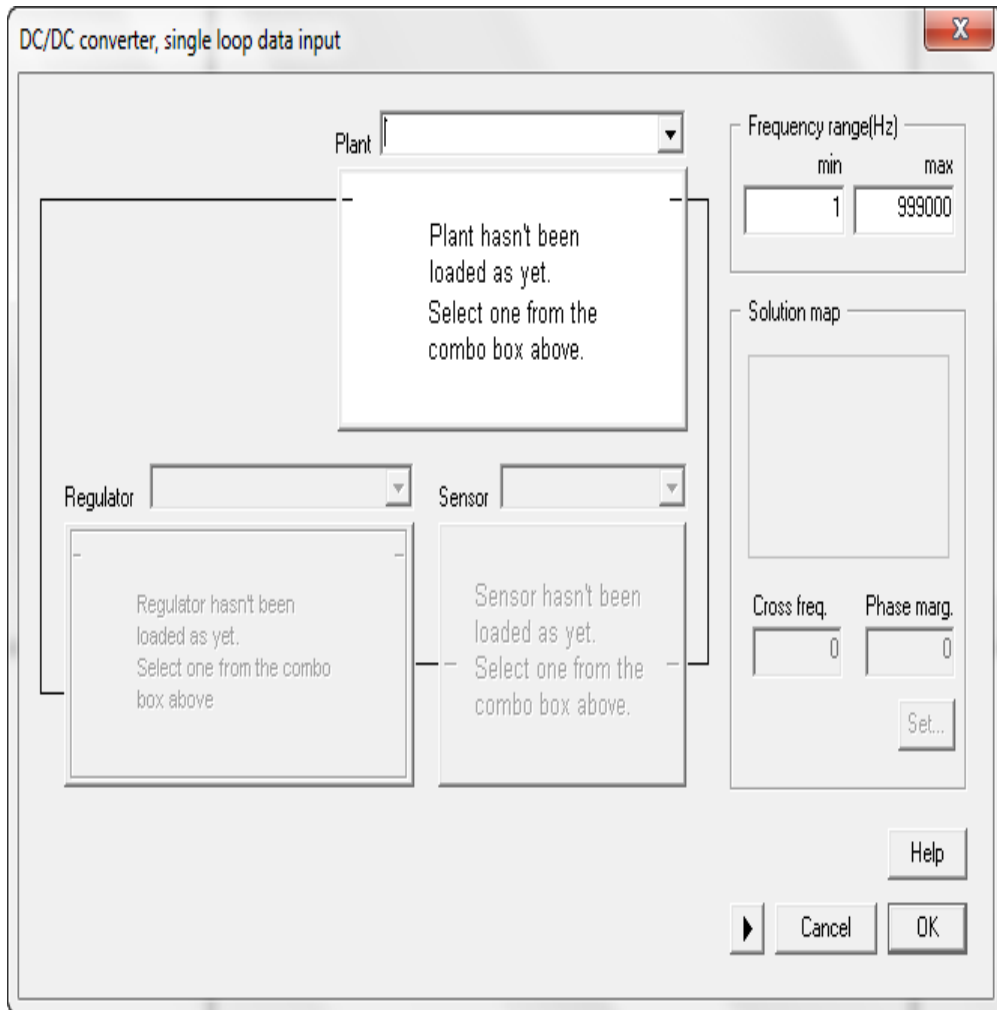 DC/DC converter, single loop data input
X
Plant
Plant hasn't been
loaded as yet.
Select one from the
combo box above.
Frequency range(Hz)
min max
1 999000
Solution map
Regulator
Sensor
Regulator hasn't been
loaded as yet.
Select one from the combo
box above
Sensor hasn't been
loaded as yet.
Select one from the
combo box above.
Cross freq. Phase marg.
0 0
Set...
Help
Cancel OK